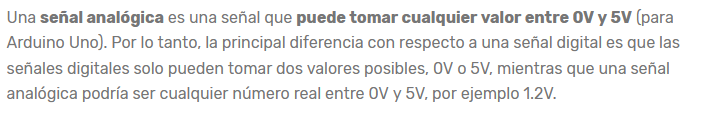 Una señal analógica es una señal que puede tomar cualquier valor entre 0V y 5V (para
Arduino Uno). Por lo tanto, la principal diferencia con respecto a una señal digital es que las
señales digitales solo pueden tomar dos valores posibles, 0V o 5V, mientras que una señal
analógica podría ser cualquier número real entre 0V y 5V, por ejemplo 1.2V.